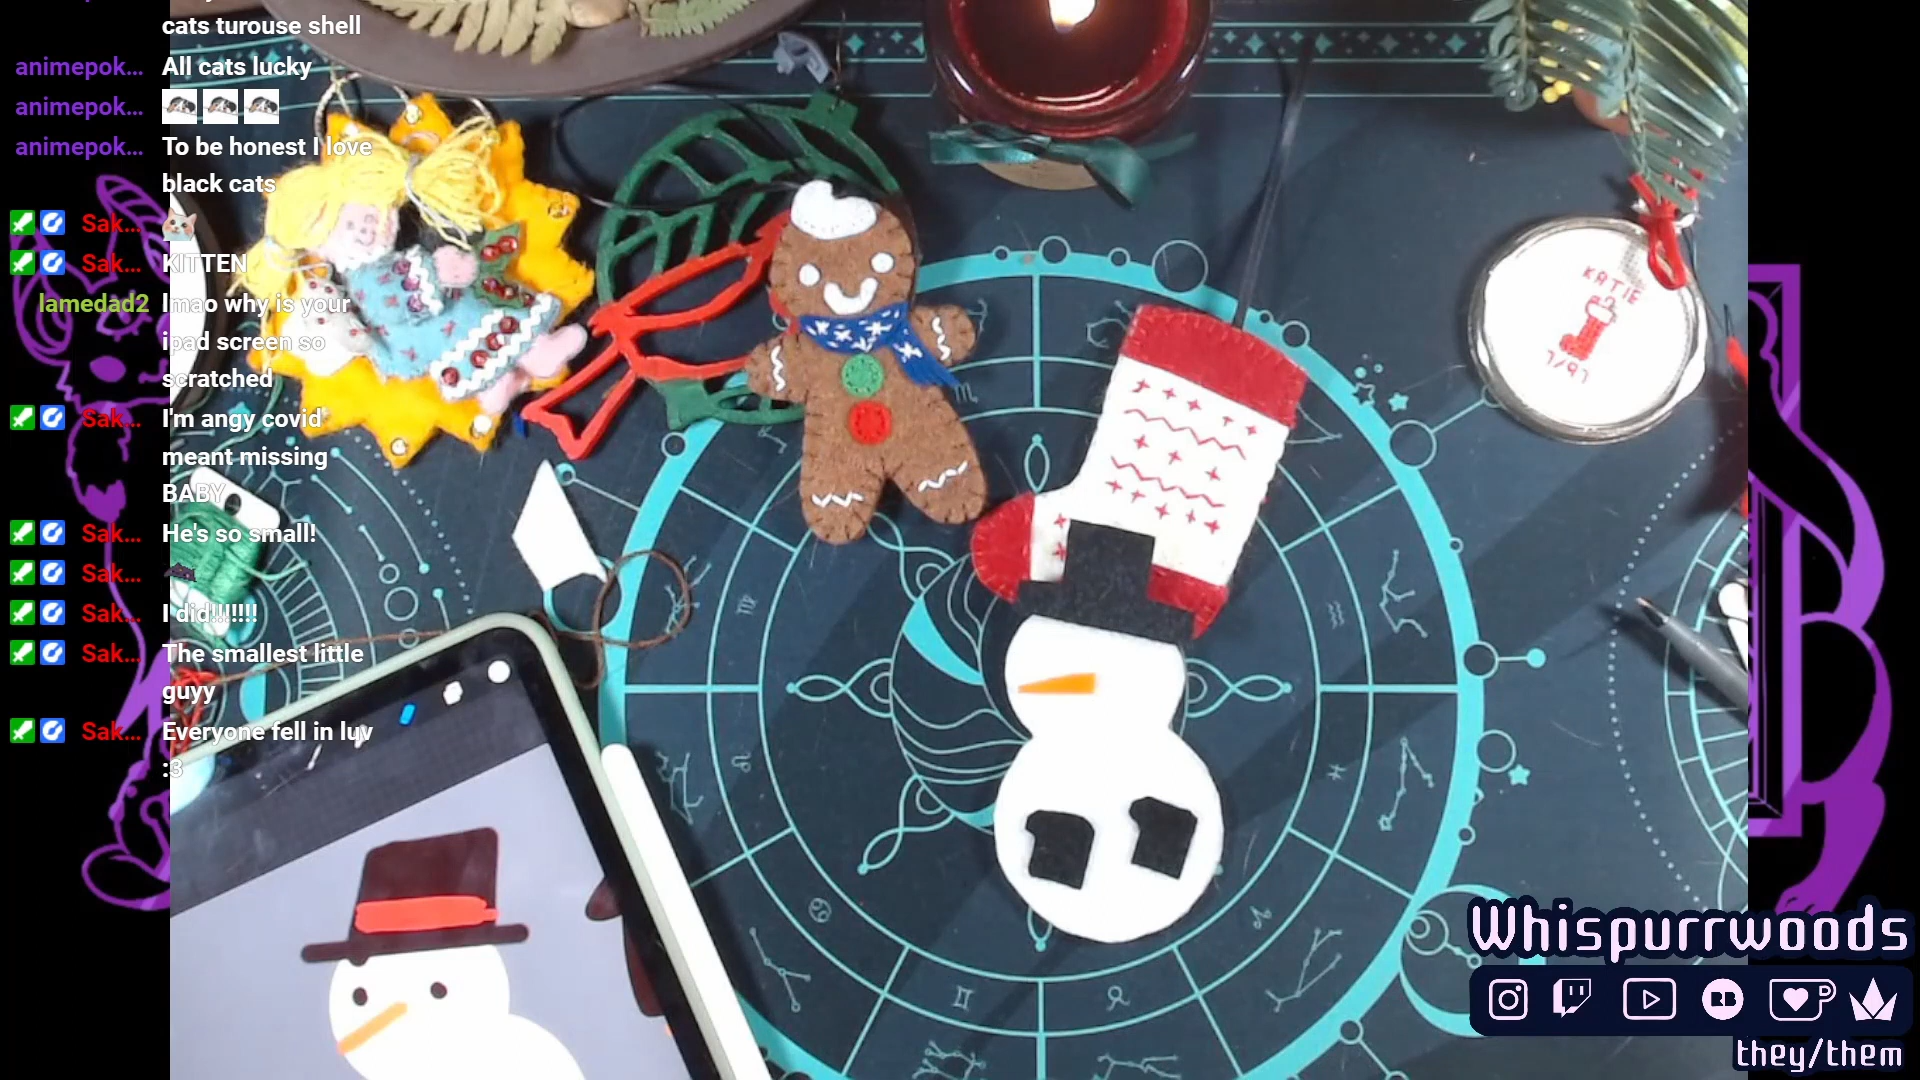 cats turouse shell
animepok... All cats lucky
animepok...
animepok... To be honest I love
black cats
Sak...
Sak... KITTEN
lamedad2 lmao why is your
ipad screen so
scratched
Sak... I'm angy covid
meant missing
BABY
Sak... He's so small!
Sak...
Sak... I did!!!!!!!
Sak... The smallest little
guyy
Sak... Everyone fell in luv
:3
KATIE
7/97
Whispurrwoods
they/them